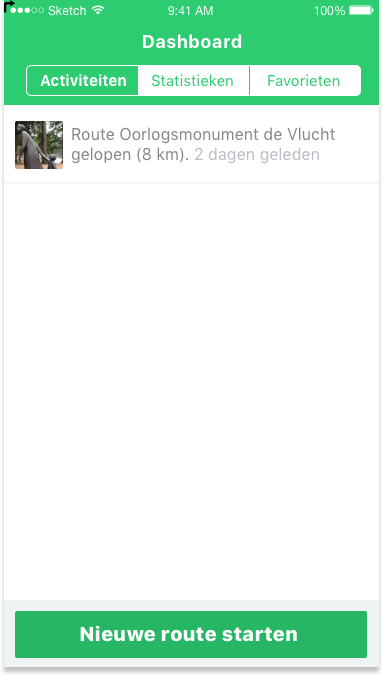 Sketch 9:41 AM 100%
Dashboard
Activiteiten Statistieken Favorieten
Route Oorlogsmonument de Vlucht
gelopen (8 km). 2 dagen geleden
Nieuwe route starten